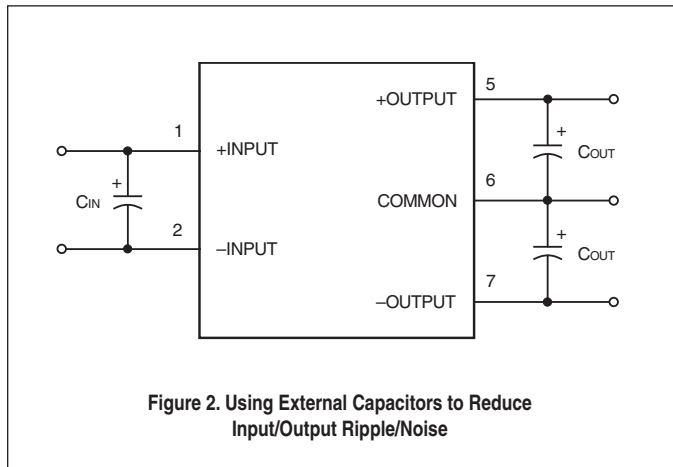 5
+OUTPUT
1
+
+INPUT
COUT
+
6
CIN
COMMON
+
2
COUT
–INPUT
7
–OUTPUT
Figure 2. Using External Capacitors to Reduce
Input/Output Ripple/Noise